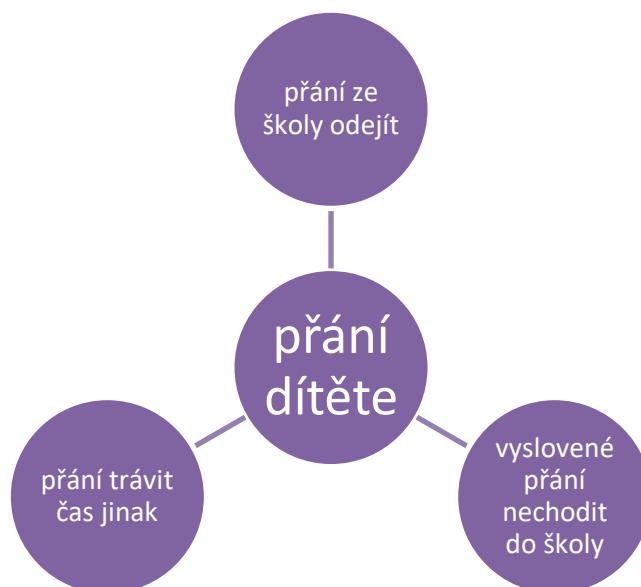 přání ze
školy odejít
přání
dítěte
přání trávit
čas jinak
vyslovené
přání
nechodit
do školy